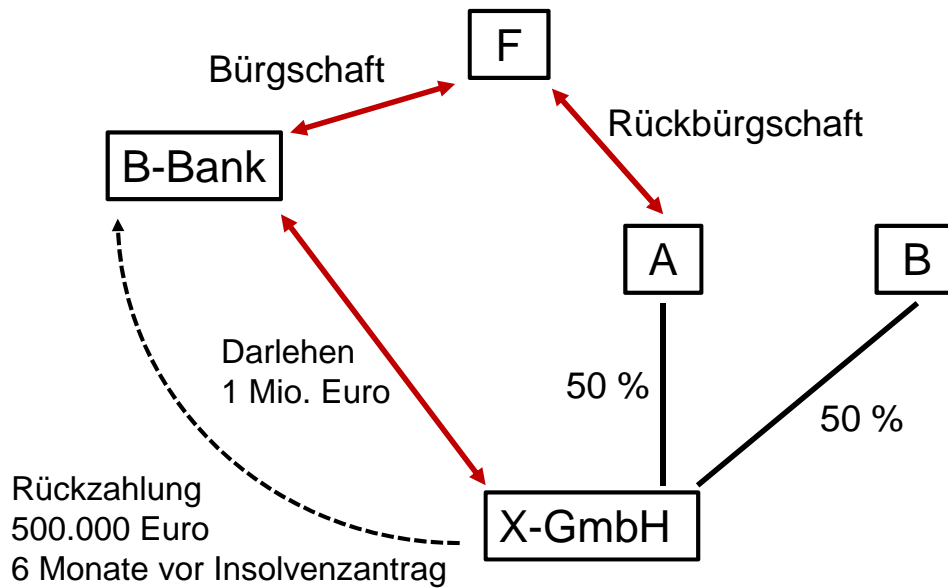 F
Bürgschaft
Rückbürgschaft
B-Bank
A
B
Darlehen
1 Mio. Euro
50 %
50 %
Rückzahlung
500.000 Euro
6 Monate vor Insolvenzantrag
X-GmbH